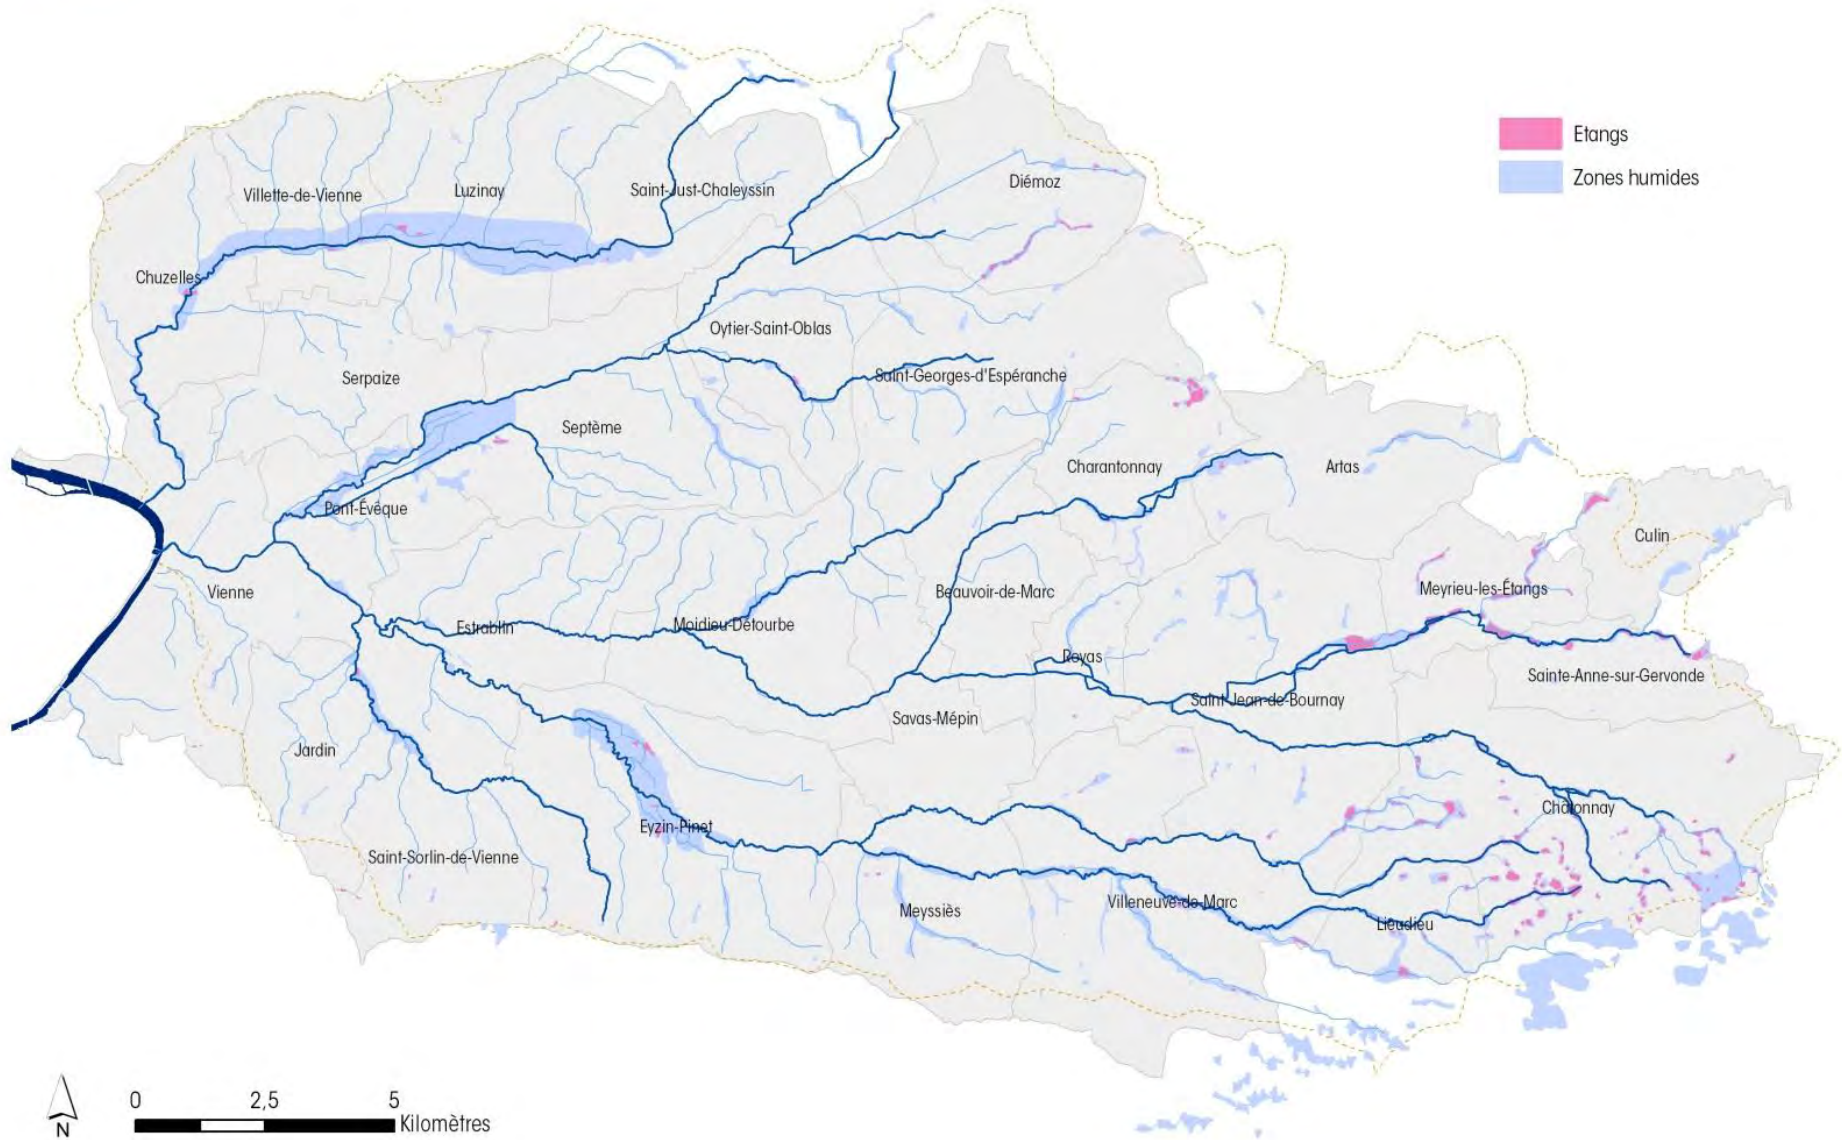 Etangs
Zones humides
Diémoz
Villette-de-Vienne
Luzinay
Saint-Just-Chaleyssin
Chuzelles
Oytier-Saint-Oblas
Serpaize
Saint-Georges-d'Espéranche
Septème
Charantonnay
Artas
Pont-Évêque
Culin
Vienne
Beauvoir-de-Marc
Meyrieu-les-Étangs
Estrablin
Moidieu-Détourbe
Royas
Sainte-Anne-sur-Gervonde
Saint-Jean-de-Bournay
Savas-Mépin
Jardin
Châtonnay
Eyzin-Pinet
Saint-Sorlin-de-Vienne
Meyssiès
Villeneuve-de-Marc
Lieudieu
0 2,5 5
Kilomètres
N